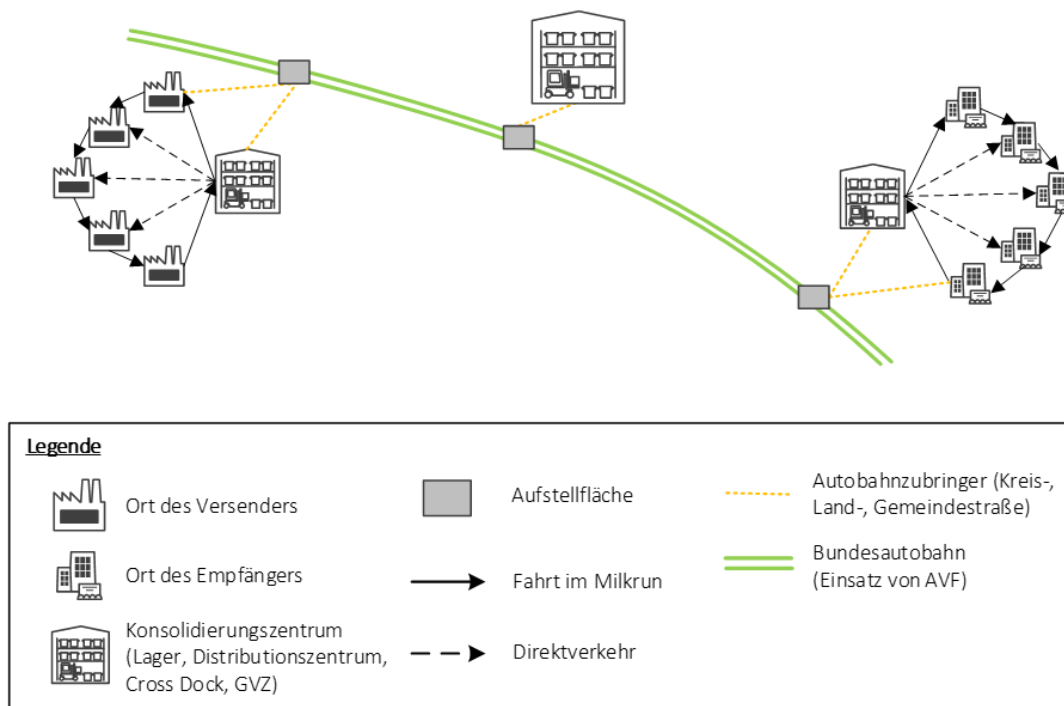 Legende
Ort des Versenders
Ort des Empfängers
Konsolidierungszentrum
(Lager, Distributionszentrum,
Cross Dock, GVZ)
Aufstellfläche
Fahrt im Milkrun
Direktverkehr
Autobahnzubringer (Kreis-,
Land-, Gemeindestraße)
Bundesautobahn
(Einsatz von AVF)